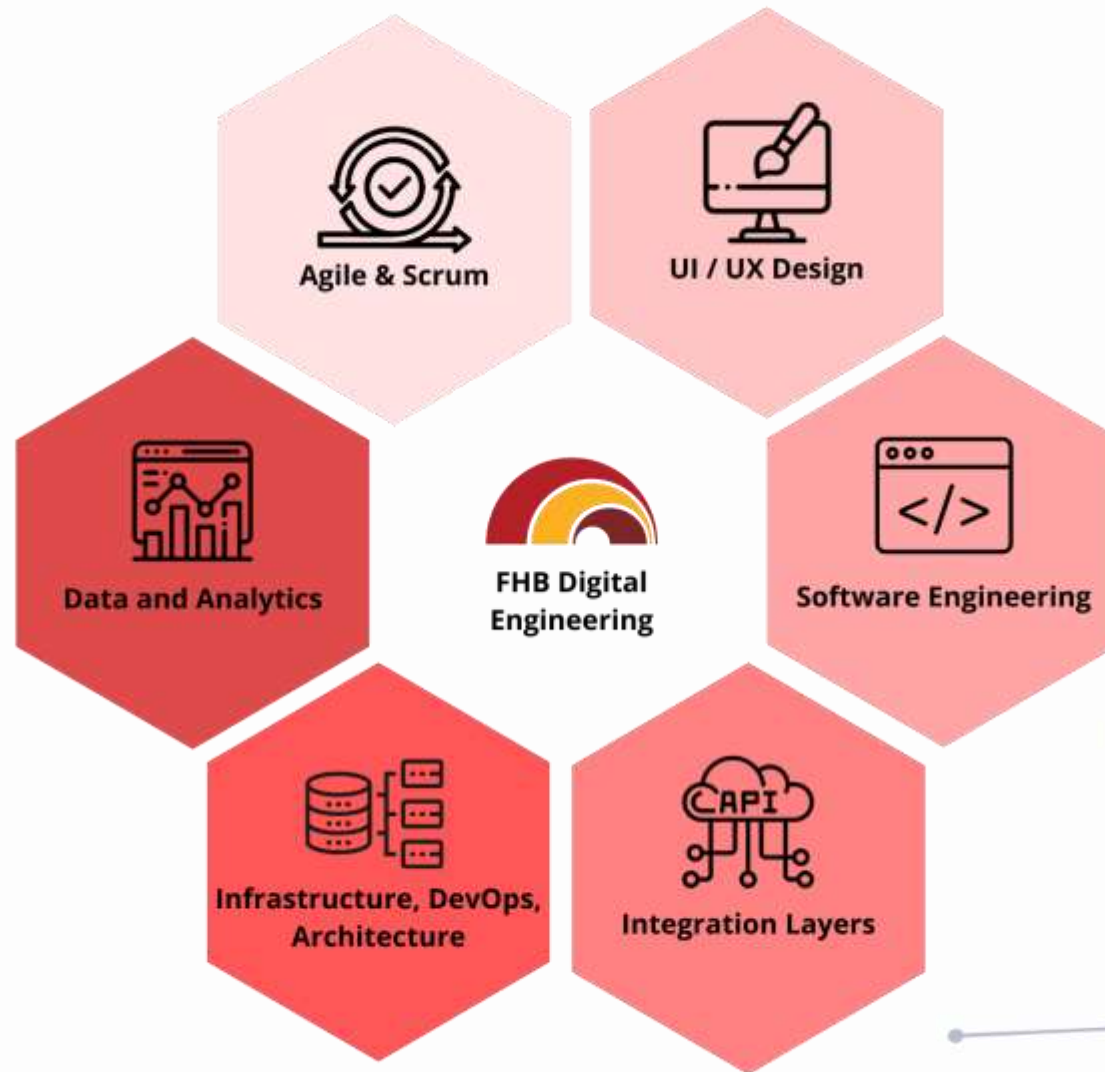 Agile & Scrum
UI / UX Design
</>
Data and Analytics
FHB Digital
Engineering
Software Engineering
API
Infrastructure, DevOps,
Architecture
Integration Layers